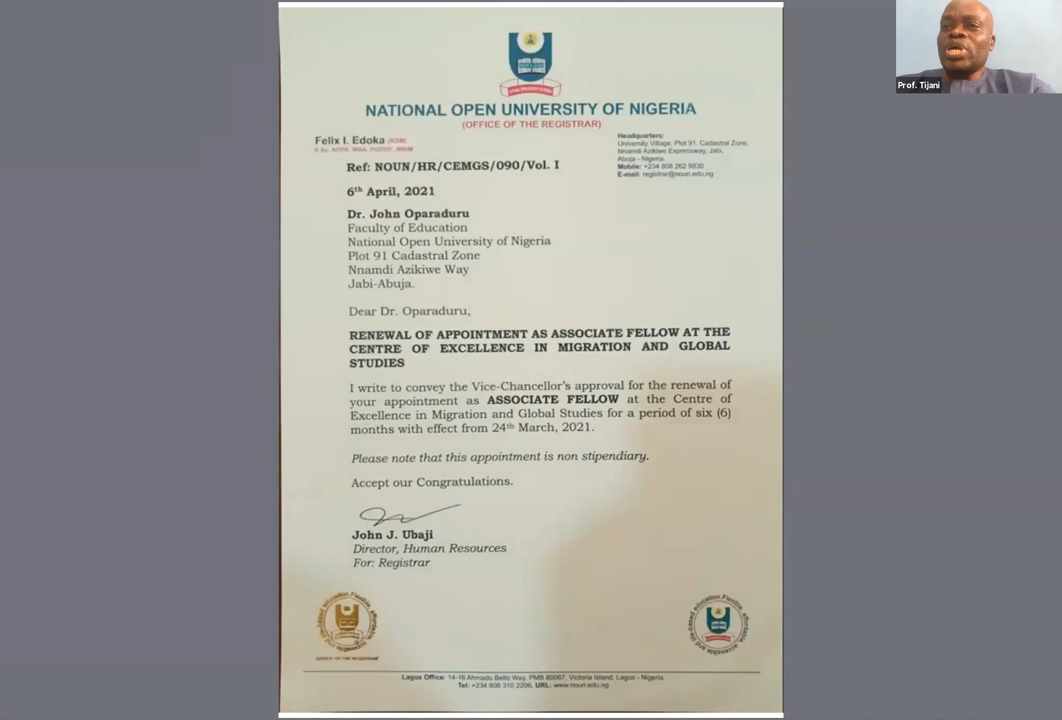 Prof. Tijani
NATIONAL OPEN UNIVERSITY OF NIGERIA
(OFFICE OF THE REGISTRAR)
Felix I. Edoka
Headquarters:
University Village, Plot 91, Cadastral Zone,
Nnamdi Azikiwe Expressway, Jabi,
Abuja - Nigeria.
Mobile: +234 808 262 9830
E-mail: registrar@noun.edu.ng
Ref: NOUN/HR/CEMGS/090/Vol. I
6th April, 2021
Dr. John Oparaduru
Faculty of Education
National Open University of Nigeria
Plot 91 Cadastral Zone
Nnamdi Azikiwe Way
Jabi-Abuja.
Dear Dr. Oparaduru,
RENEWAL OF APPOINTMENT AS ASSOCIATE FELLOW AT THE
CENTRE OF EXCELLENCE IN MIGRATION AND GLOBAL
STUDIES
I write to convey the Vice-Chancellor's approval for the renewal of
your appointment as ASSOCIATE FELLOW at the Centre of
Excellence in Migration and Global Studies for a period of six (6)
months with effect from 24th March, 2021.
Please note that this appointment is non stipendiary.
Accept our Congratulations.
John J. Ubaji
Director, Human Resources
For: Registrar
OFFICE OF THE REGISTRAR
Lagos Office: 14-16 Ahmadu Bello Way, PMB 80067, Victoria Island, Lagos - Nigeria
Tel: +234 808 310 2206, URL: www.noun.edu.ng